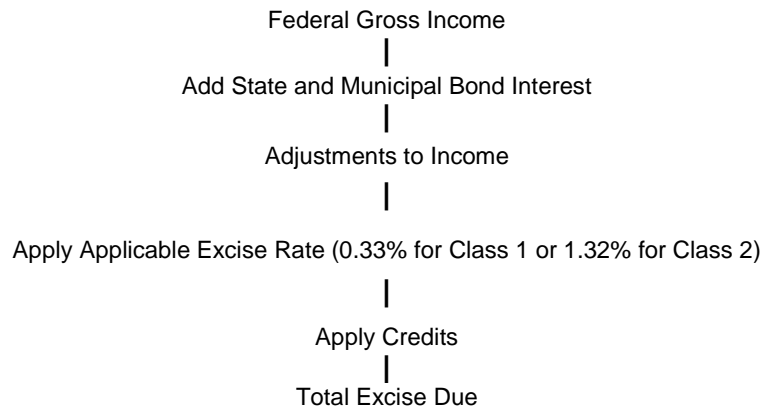 Federal Gross Income
Add State and Municipal Bond Interest
Adjustments to Income
Apply Applicable Excise Rate (0.33% for Class 1 or 1.32% for Class 2)
Apply Credits
Total Excise Due